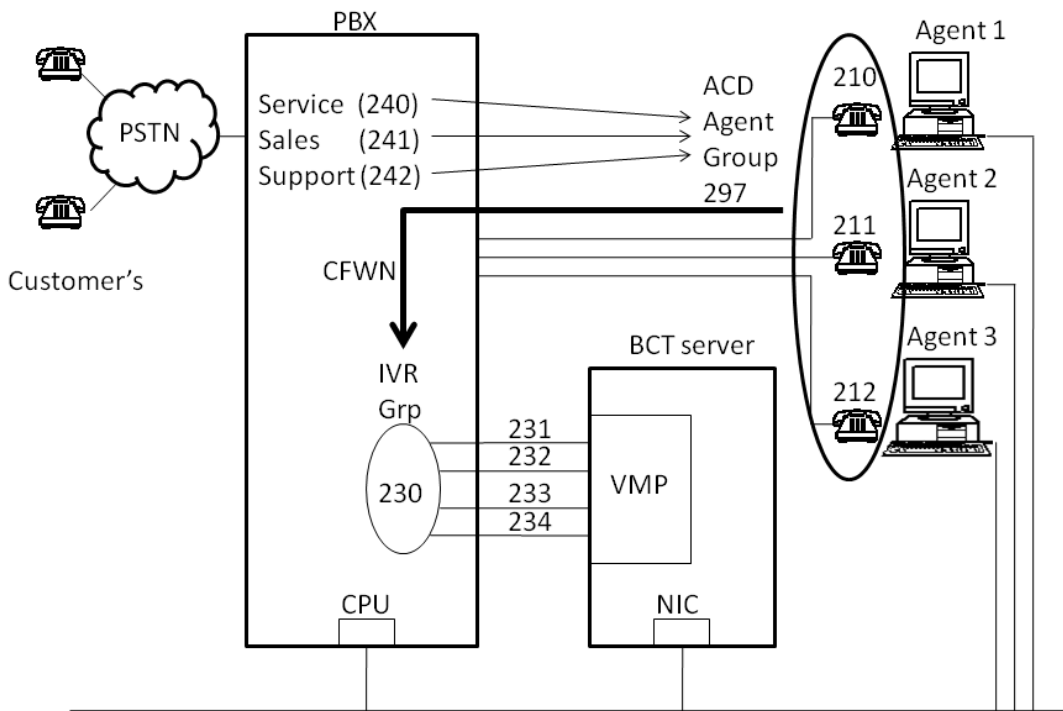 PBX
Agent 1
PSTN
Service (240)
Sales (241)
Support (242)
ACD
Agent
Group
297
210
Agent 2
211
Customer's
CFWN
BCT server
Agent 3
212
IVR
Grp
230
231
232
233
234
VMP
CPU
NIC